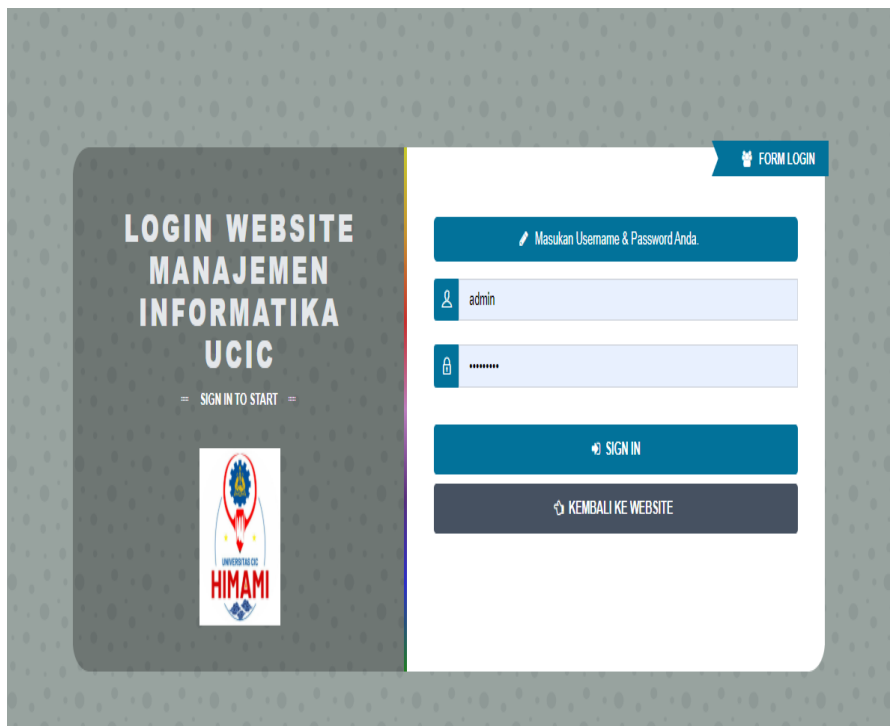 FORM LOGIN
LOGIN WEBSITE
MANAJEMEN
INFORMATIKA
UCIC
= SIGN IN TO START =
UNIVERSITAS CIC
HIMAMI
Masukan Username & Password Anda.
admin
•••••••••
SIGN IN
KEMBALI KE WEBSITE